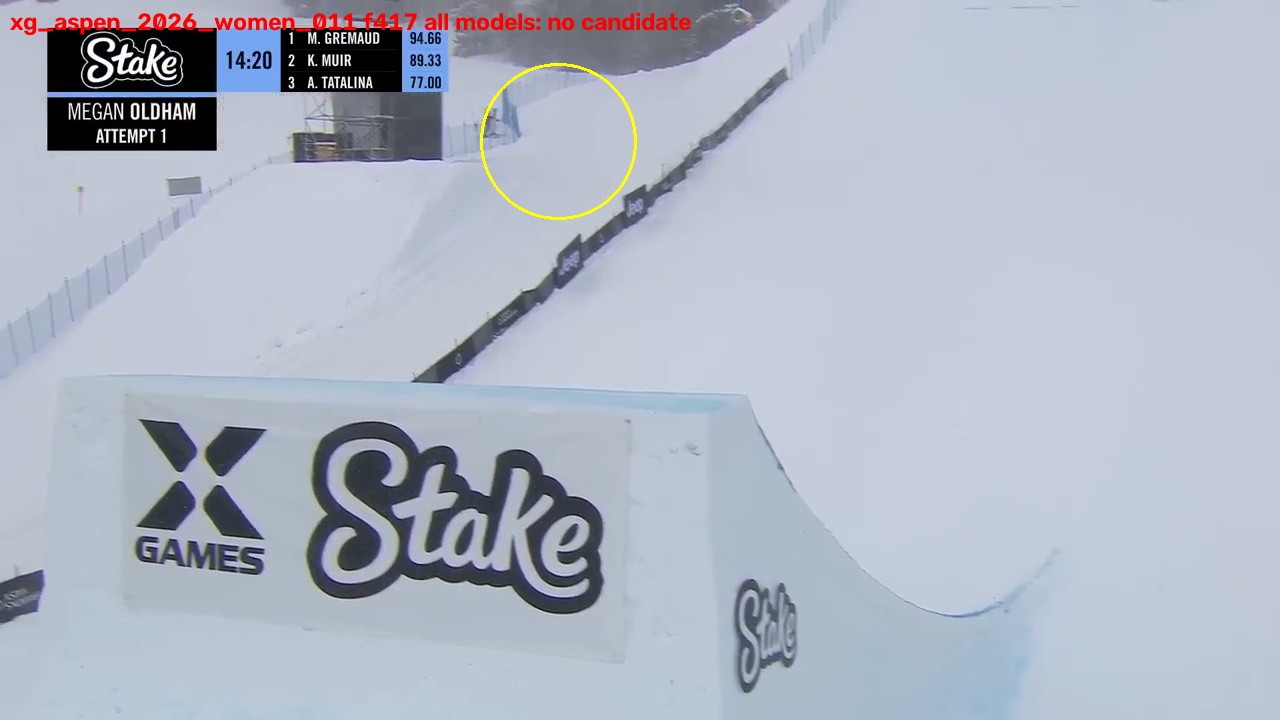 xg_aspen_2026_women_011 f417 all models: no candidate
Stake
14:20
1 M. GREMAUD 94.66
2 K. MUIR 89.33
3 A. TATALINA 77.00
MEGAN OLDHAM
ATTEMPT 1
Jeep
Jeep
X
GAMES
Stake
Stake